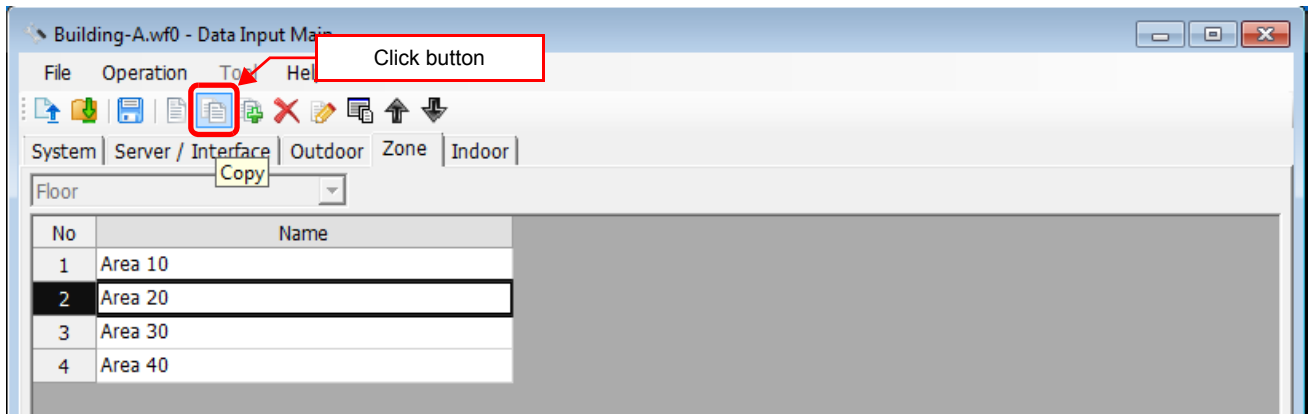 Building-A.wf0 - Data Input Main
Click button
File Operation Tool Help
System Server / Interface Outdoor Zone Indoor
Copy
Floor
No Name
1 Area 10
2 Area 20
3 Area 30
4 Area 40